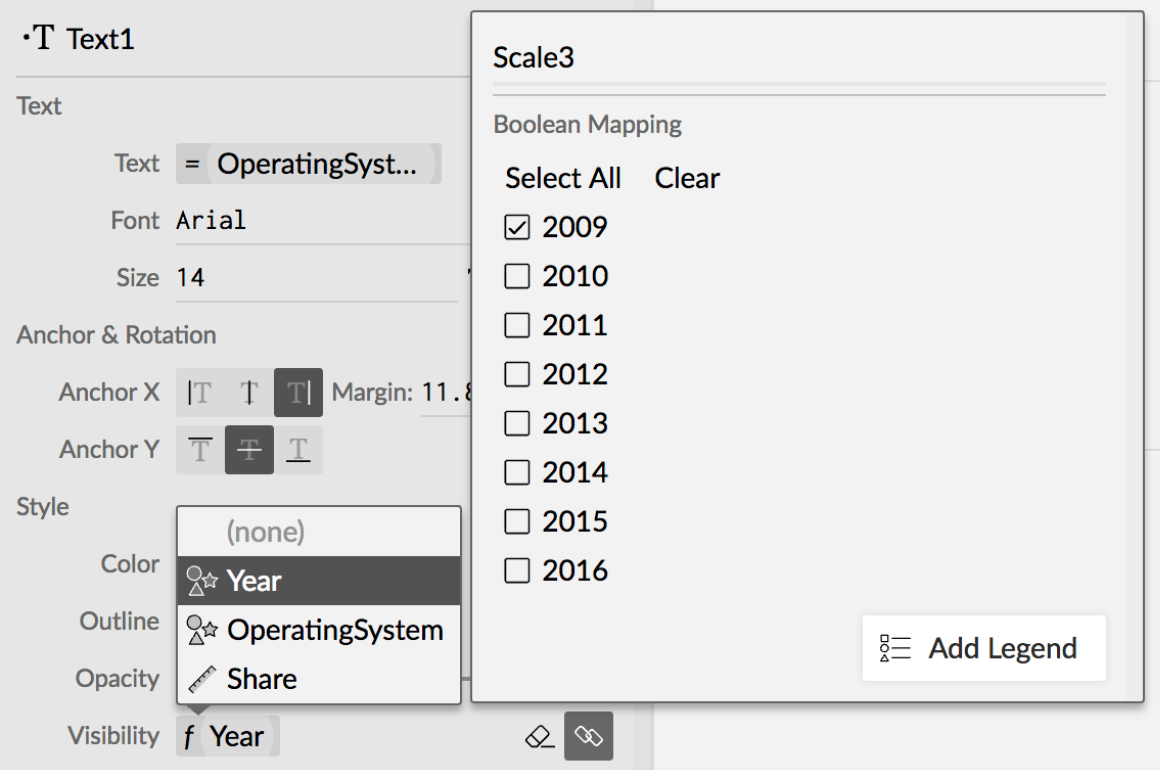 Text1
Text
Text = OperatingSyst...
Font Arial
Size 14
Anchor & Rotation
Anchor X T T T Margin: 11.8
Anchor Y T T T
Style
Color
Outline
Opacity
Visibility f Year
(none)
Year
OperatingSystem
Share
Scale3
Boolean Mapping
Select All Clear
2009
2010
2011
2012
2013
2014
2015
2016
Add Legend